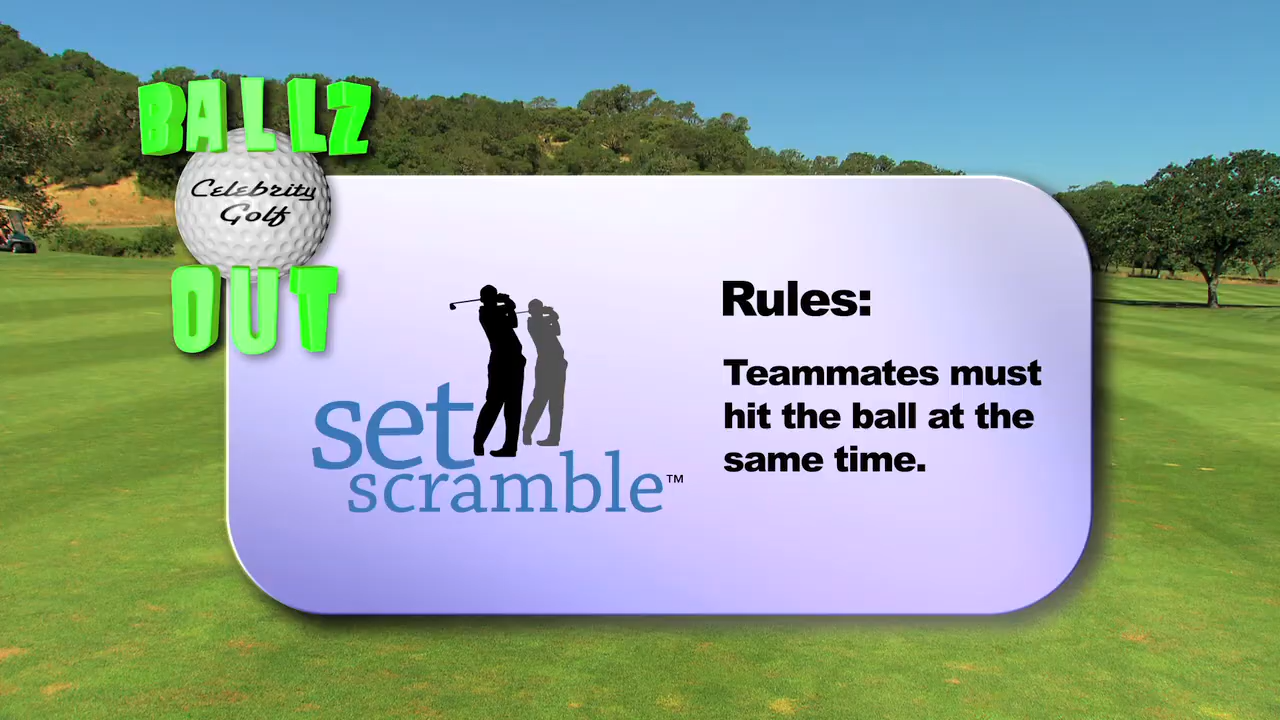 BALLZ
Celebrity
Golf
OUT
set
scramble™
Rules:
Teammates must
hit the ball at the
same time.